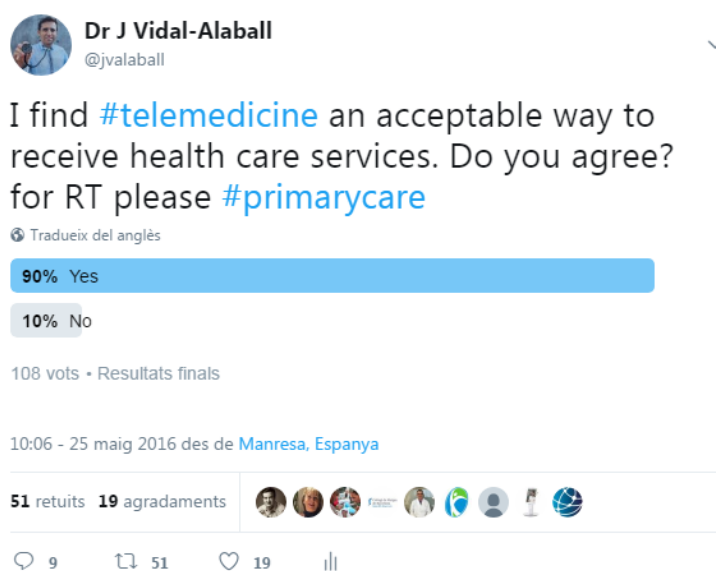 Dr J Vidal-Alaball
@jvalaball
I find #telemedicine an acceptable way to
receive health care services. Do you agree?
for RT please #primarycare
Tradueix del anglès
90% Yes
10% No
108 vots • Resultats finals
10:06 - 25 maig 2016 des de Manresa, Espanya
51 retuits 19 agradaments
9 51 19